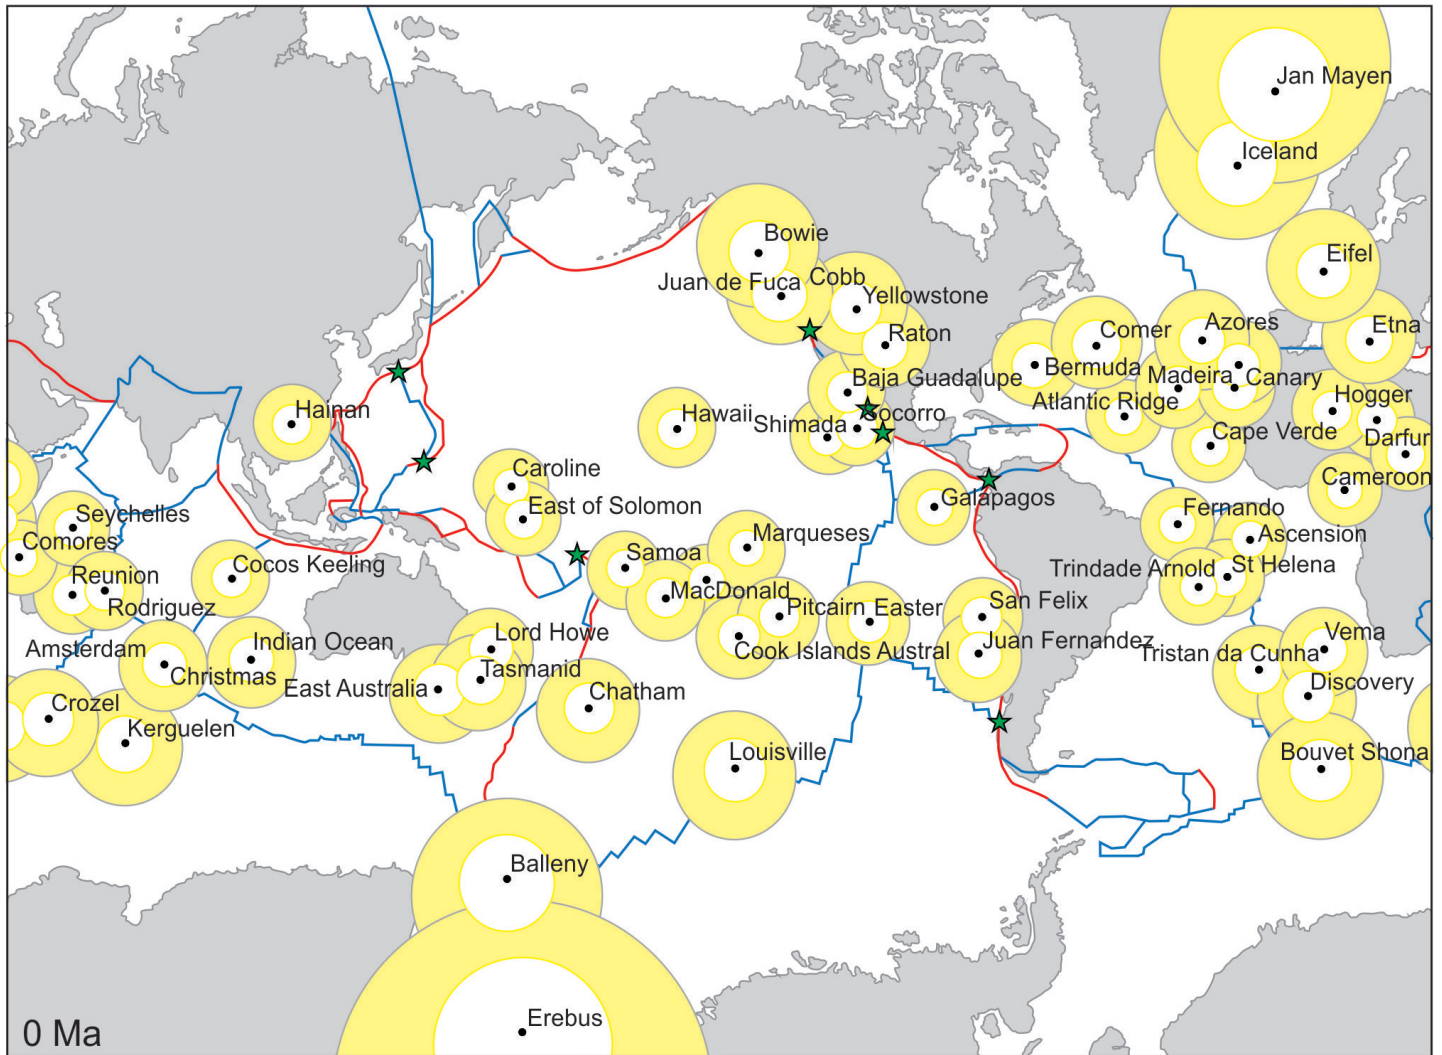 Jan Mayen
Iceland
Bowie
Eifel
Juan de Fuca
Cobb
Yellowstone
Raton
Comer
Azores
Etna
Bermuda
Baja Guadalupe
Madeira
Canary
Hogger
Hainan
Hawaii
Shimada
Socorro
Atlantic Ridge
Cape Verde
Darfur
Caroline
Cameroon
East of Solomon
Galapagos
Fernando
Seychelles
Marqueses
Ascension
Comores
Samoa
Cocos Keeling
St Helena
Reunion
Trindade Arnold
Rodriguez
MacDonald
Pitcairn
Easter
San Felix
Amsterdam
Indian Ocean
Lord Howe
Cook Islands Austral
Juan Fernandez
Vema
Tristan da Cunha
Christmas
Tasmanid
East Australia
Chatham
Discovery
Crozel
Kerguelen
Louisville
Bouvet Shona
Balleny
Erebus
0 Ma